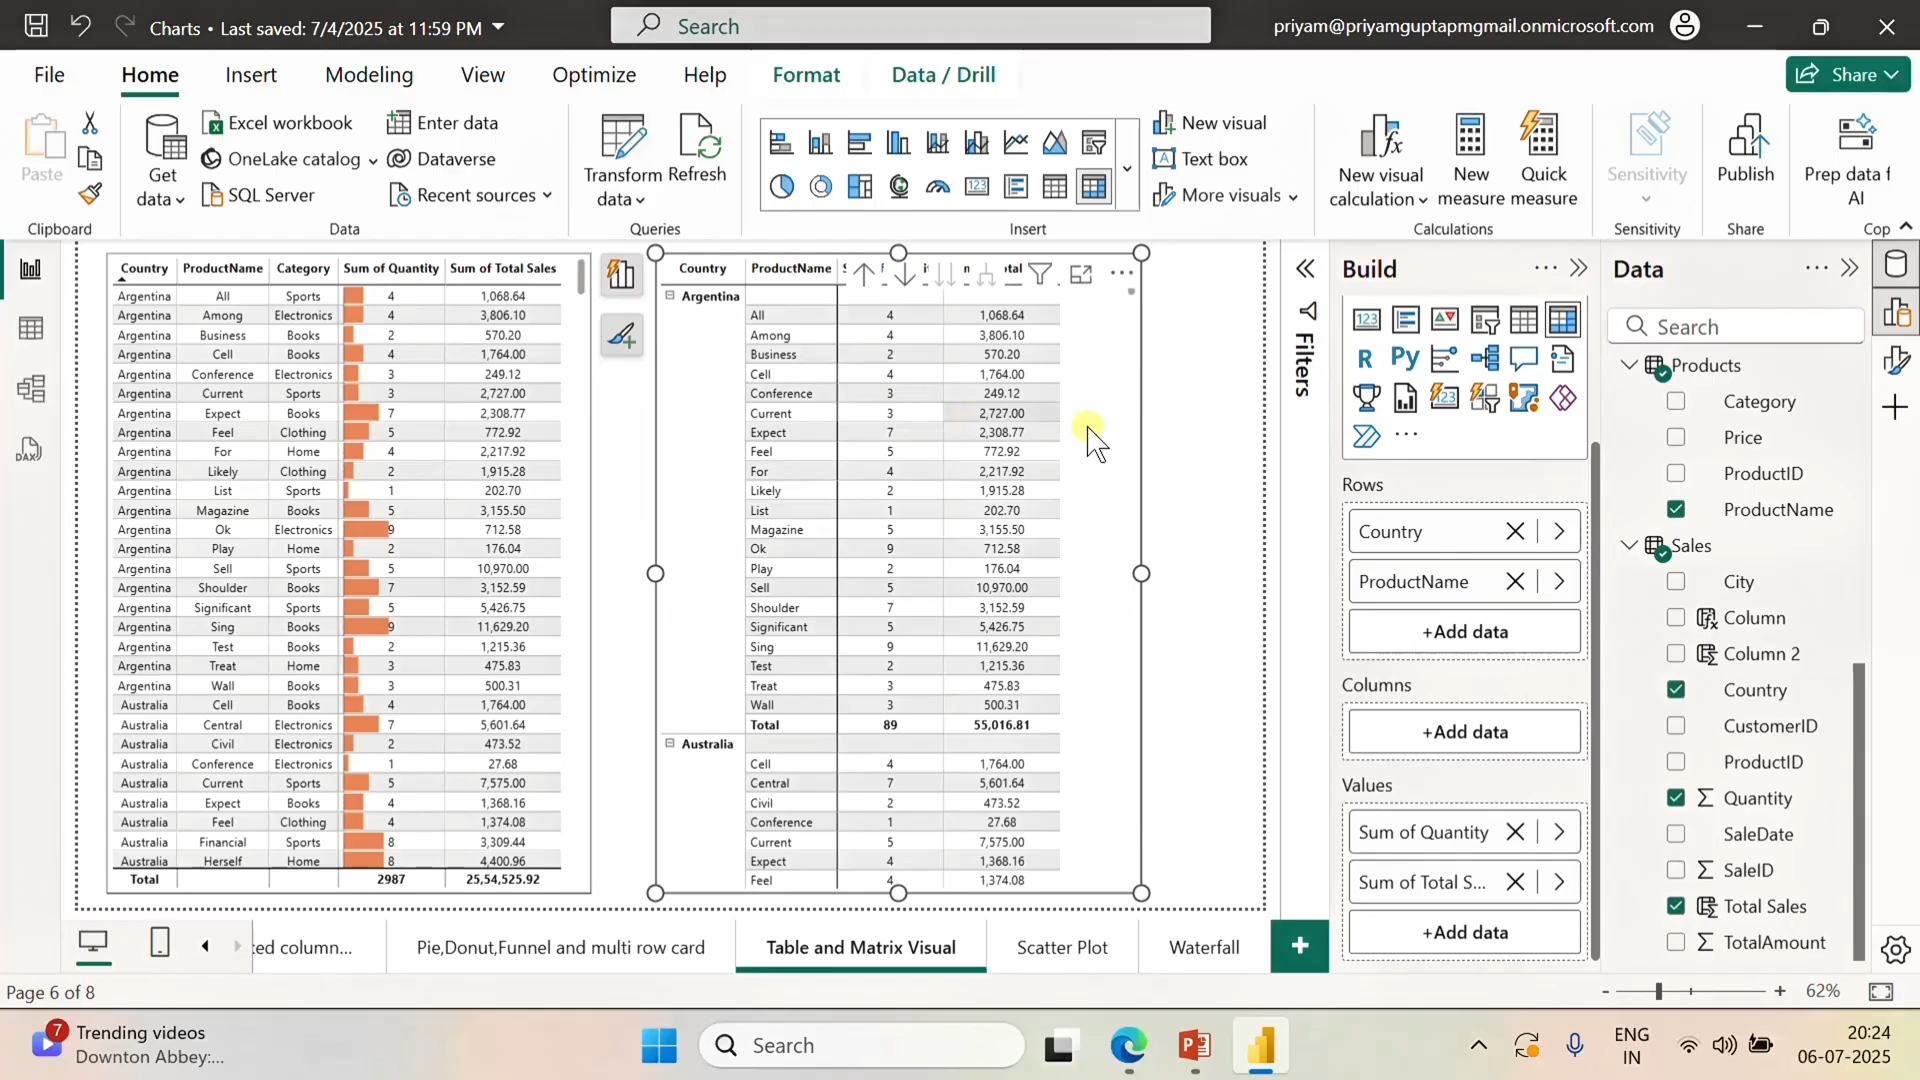 Charts • Last saved: 7/4/2025 at 11:59 PM
Search
priyam@priyamguptapmgmail.onmicrosoft.com
File Home Insert Modeling View Optimize Help Format Data / Drill
Share
Paste
Clipboard
Get data
Excel workbook
OneLake catalog
SQL Server
Enter data
Dataverse
Recent sources
Data
Transform data
Refresh
Queries
New visual
Text box
More visuals
Insert
New visual calculation
New measure
Quick measure
Calculations
Sensitivity
Sensitivity
Publish
Share
Prep data f
AI
Cop
Country ProductName Category Sum of Quantity Sum of Total Sales
Argentina All Sports 4 1,068.64
Argentina Among Electronics 4 3,806.10
Argentina Business Books 2 570.20
Argentina Cell Books 4 1,764.00
Argentina Conference Electronics 3 249.12
Argentina Current Sports 3 2,727.00
Argentina Expect Books 7 2,308.77
Argentina Feel Clothing 5 772.92
Argentina For Home 4 2,217.92
Argentina Likely Clothing 2 1,915.28
Argentina List Sports 1 202.70
Argentina Magazine Books 5 3,155.50
Argentina Ok Electronics 9 712.58
Argentina Play Home 2 176.04
Argentina Sell Sports 5 10,970.00
Argentina Shoulder Books 7 3,152.59
Argentina Significant Sports 5 5,426.75
Argentina Sing Books 9 11,629.20
Argentina Test Books 2 1,215.36
Argentina Treat Home 3 475.83
Argentina Wall Books 3 500.31
Australia Cell Books 4 1,764.00
Australia Central Electronics 7 5,601.64
Australia Civil Electronics 2 473.52
Australia Conference Electronics 1 27.68
Australia Current Sports 5 7,575.00
Australia Expect Books 4 1,368.16
Australia Feel Clothing 4 1,374.08
Australia Financial Sports 8 3,309.44
Australia Herself Home 8 4,400.96
Total 2987 25,54,525.92
Country ProductName
Argentina
All 4 1,068.64
Among 4 3,806.10
Business 2 570.20
Cell 4 1,764.00
Conference 3 249.12
Current 3 2,727.00
Expect 7 2,308.77
Feel 5 772.92
For 4 2,217.92
Likely 2 1,915.28
List 1 202.70
Magazine 5 3,155.50
Ok 9 712.58
Play 2 176.04
Sell 5 10,970.00
Shoulder 7 3,152.59
Significant 5 5,426.75
Sing 9 11,629.20
Test 2 1,215.36
Treat 3 475.83
Wall 3 500.31
Total 89 55,016.81
Australia
Cell 4 1,764.00
Central 7 5,601.64
Civil 2 473.52
Conference 1 27.68
Current 5 7,575.00
Expect 4 1,368.16
Feel 4 1,374.08
Filters
Build
Rows
Country
ProductName
+Add data
Columns
+Add data
Values
Sum of Quantity
Sum of Total S...
+Add data
Data
Search
Products
Category
Price
ProductID
ProductName
Sales
City
Column
Column 2
Country
CustomerID
ProductID
Quantity
SaleDate
SaleID
Total Sales
TotalAmount
ed column... Pie,Donut,Funnel and multi row card Table and Matrix Visual Scatter Plot Waterfall
Page 6 of 8
62%
7
Trending videos
Downton Abbey:...
Search
ENG
IN
20:24
06-07-2025